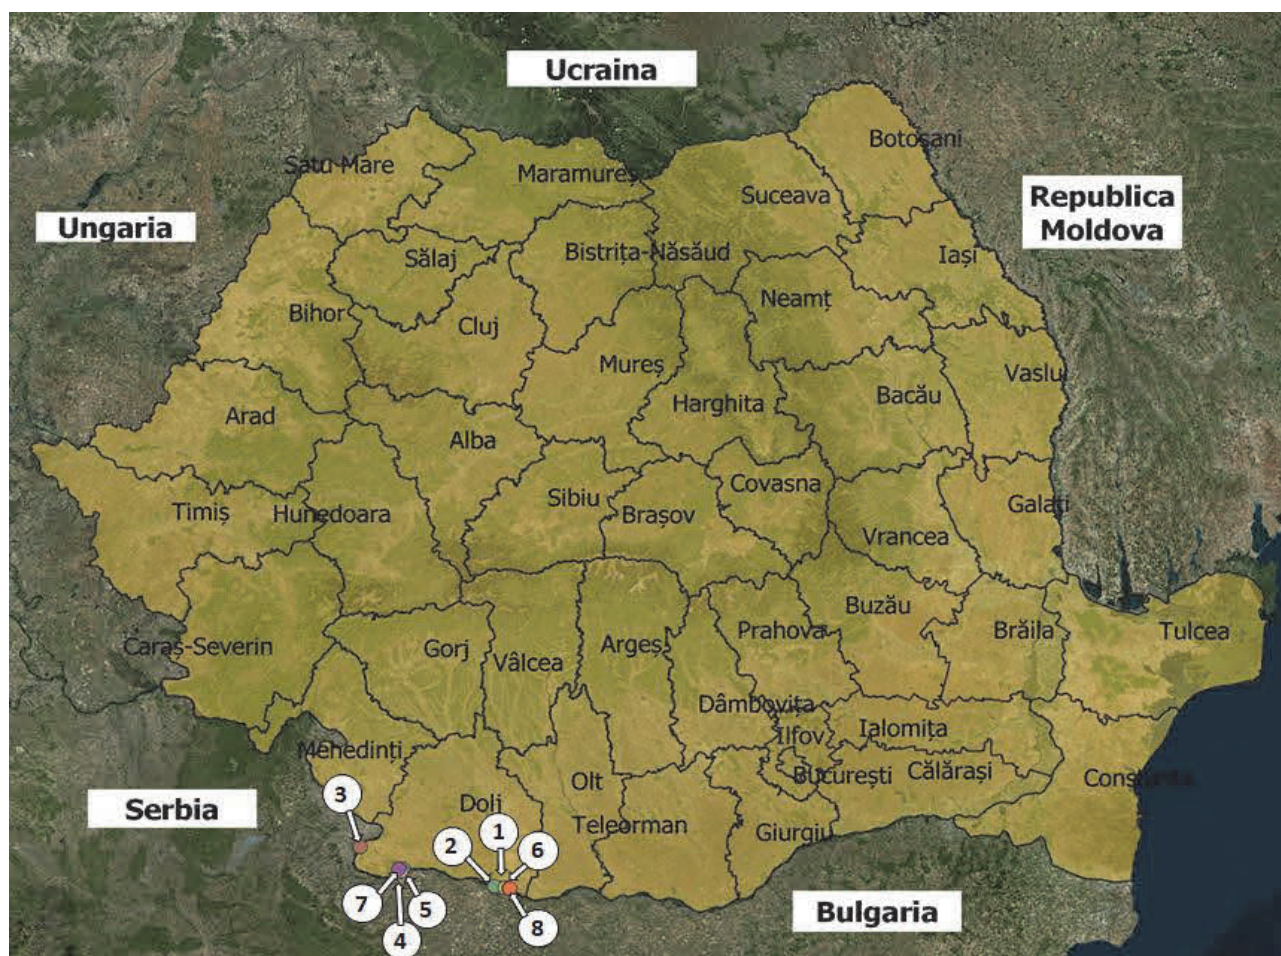 Ucraina
Botoșani
Satu Mare
Maramureș
Suceava
Republica
Moldova
Ungaria
Bistrița-Năsăud
Iași
Sălaj
Neamț
Bihor
Cluj
Mureș
Vaslu
Bacău
Harghita
Arad
Alba
Covasna
Sibiu
Galați
Timiș
Hunedoara
Brașov
Vrancea
Buzău
Prahova
Brăila
Tulcea
Caraș-Severin
Gorj
Argeș
Vâlcea
Dâmbovița
Ialomița
Ilfov
Mehedinți
Călărași
București
Constanța
Olt
Serbia
3
Dolj
Teleorman
Giurgiu
1
2
6
7
5
4
8
Bulgaria